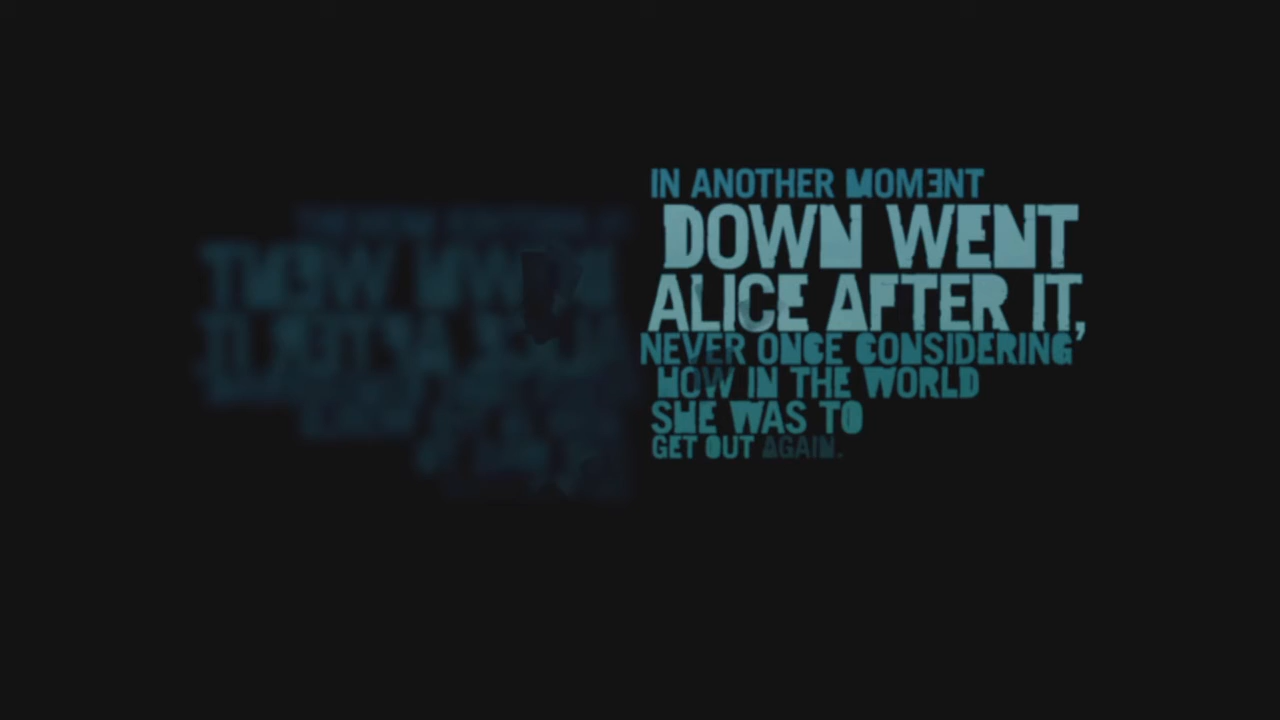 IN ANOTHER MOMENT
DOWN WENT
ALICE AFTER IT,
NEVER ONCE CONSIDERING
HOW IN THE WORLD
SHE WAS TO
GET OUT AGAIN.